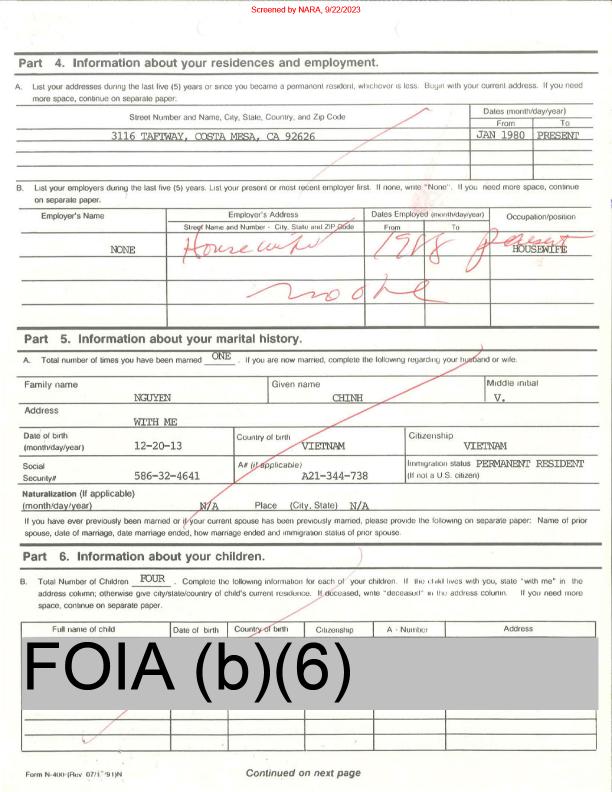 Screened by NARA, 9/22/2023
Part 4. Information about your residences and employment.
A. List your addresses during the last five (5) years or since you became a permanent resident, whichever is less. Begin with your current address. If you need
more space, continue on separate paper:
Street Number and Name, City, State, Country, and Zip Code
Dates (month/day/year)
From To
3116 TAFTWAY, COSTA MESA, CA 92626 JAN 1980 PRESENT
B. List your employers during the last five (5) years. List your present or most recent employer first. If none, write "None". If you need more space, continue
on separate paper.
Employer's Name Employer's Address Dates Employed (month/day/year) Occupation/position
Street Name and Number - City, State and ZIP Code From To
NONE Housewife 1988 present HOUSEWIFE
Part 5. Information about your marital history.
A. Total number of times you have been married ONE . If you are now married, complete the following regarding your husband or wife.
Family name Given name Middle initial
NGUYEN CHINH V.
Address
WITH ME
Date of birth Country of birth Citizenship
(month/day/year) 12-20-13 VIETNAM VIETNAM
Social A# (if applicable) Immigration status PERMANENT RESIDENT
Security# 586-32-4641 A21-344-738 (If not a U.S. citizen)
Naturalization (If applicable)
(month/day/year) N/A Place (City, State) N/A
If you have ever previously been married or if your current spouse has been previously married, please provide the following on separate paper: Name of prior
spouse, date of marriage, date marriage ended, how marriage ended and immigration status of prior spouse.
Part 6. Information about your children.
B. Total Number of Children FOUR . Complete the following information for each of your children. If the child lives with you, state "with me" in the
address column; otherwise give city/state/country of child's current residence. If deceased, write "deceased" in the address column. If you need more
space, continue on separate paper.
Full name of child Date of birth Country of birth Citizenship A - Number Address
FOIA (b)(6)
Form N-400 (Rev 07/17/91)N Continued on next page